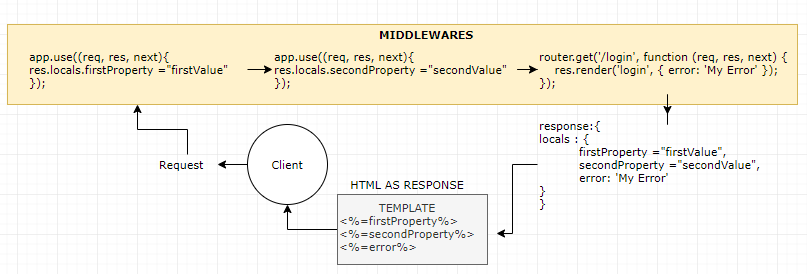 MIDDLEWARES
app.use((req, res, next){
res.locals.firstProperty ="firstValue"
});
app.use((req, res, next){
res.locals.secondProperty ="secondValue"
});
router.get('/login', function (req, res, next) {
res.render('login', { error: 'My Error' });
});
response:{
locals : {
firstProperty ="firstValue",
secondProperty ="secondValue",
error: 'My Error'
}
}
Request
Client
HTML AS RESPONSE
TEMPLATE
<%=firstProperty%>
<%=secondProperty%>
<%=error%>